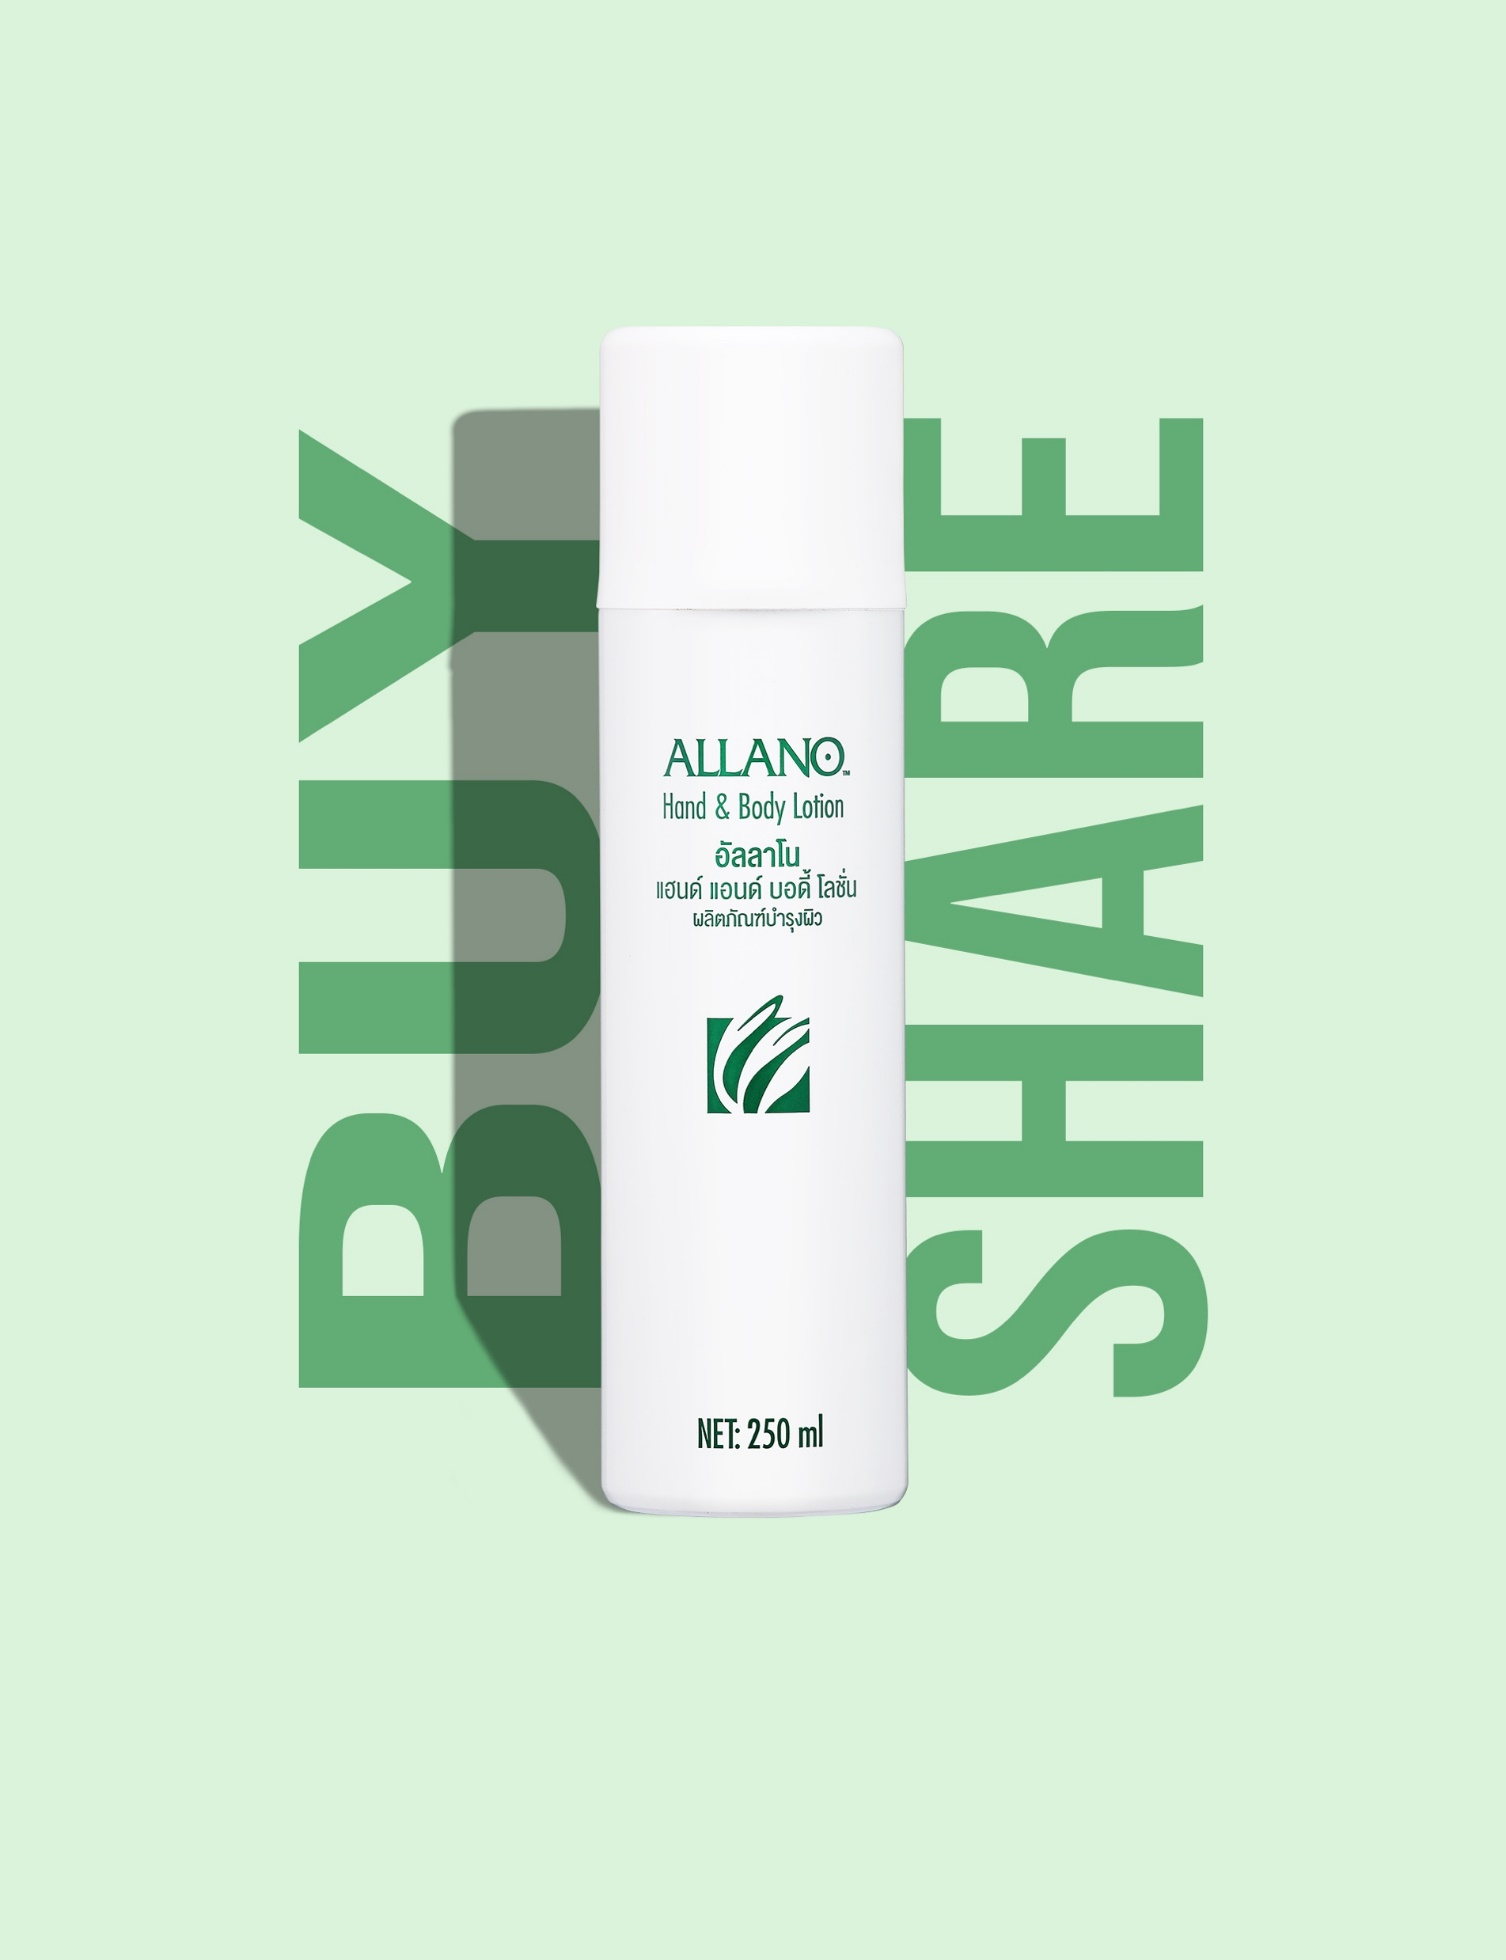 BUY
SHARE
ALLANO™
Hand & Body Lotion
อัลลาโน
แฮนด์ แอนด์ บอดี้ โลชั่น
ผลิตภัณฑ์บำรุงผิว
NET: 250 ml